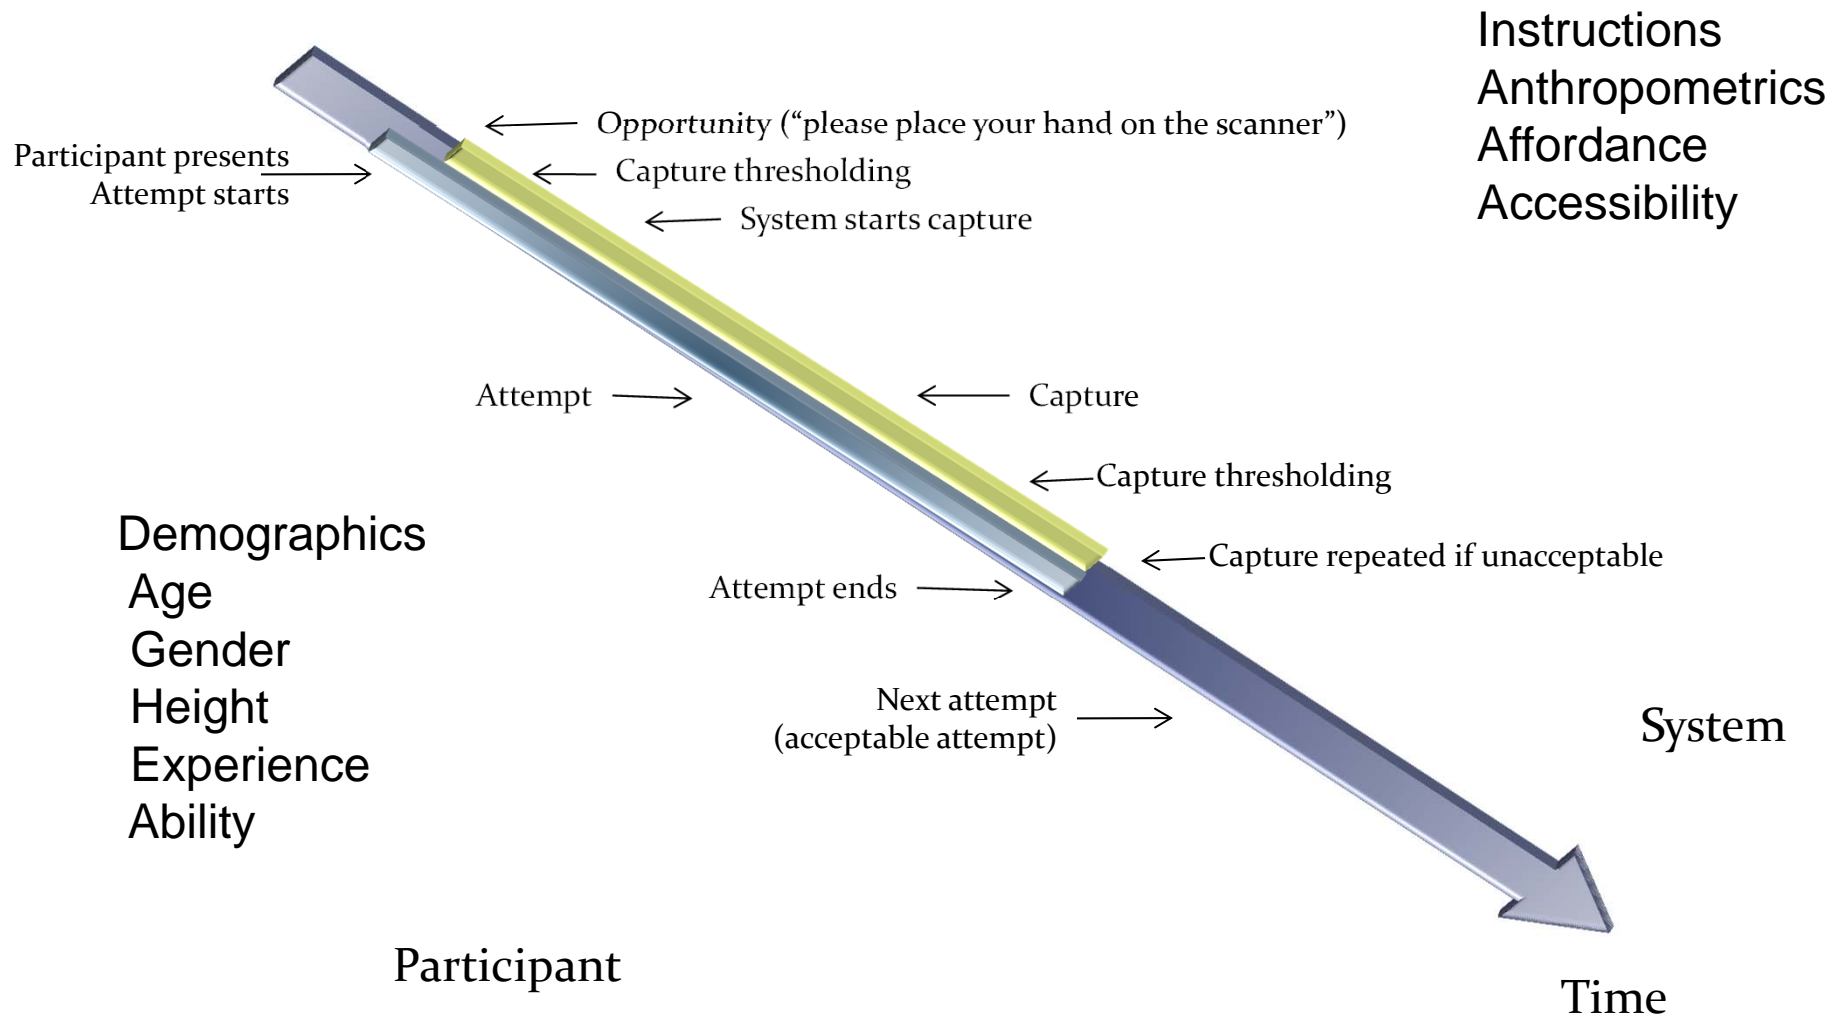 Instructions
Anthropometrics
Affordance
Accessibility
Opportunity (“please place your hand on the scanner”)
Participant presents
Attempt starts
Capture thresholding
System starts capture
Attempt
Capture
Capture thresholding
Capture repeated if unacceptable
Attempt ends
Demographics
Age
Gender
Height
Experience
Ability
Next attempt
(acceptable attempt)
System
Participant
Time